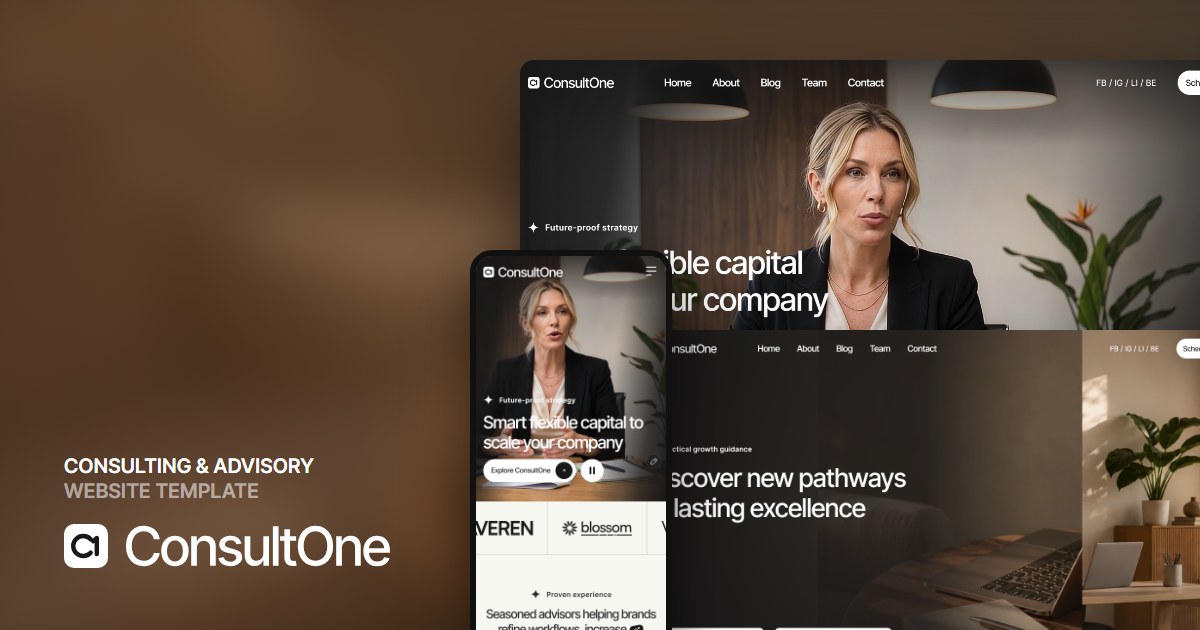 CONSULTING & ADVISORY
WEBSITE TEMPLATE
ConsultOne
ConsultOne
Home About Blog Team Contact
FB / IG / LI / BE
Future-proof strategy
ible capital
ur company
ConsultOne
Future-proof strategy
Smart flexible capital to
scale your company
Explore ConsultOne
VEREN
blossom
Proven experience
Seasoned advisors helping brands
refine workflows, increase
onsultOne
Home About Blog Team Contact
FB / IG / LI / BE
ctical growth guidance
scover new pathways
lasting excellence